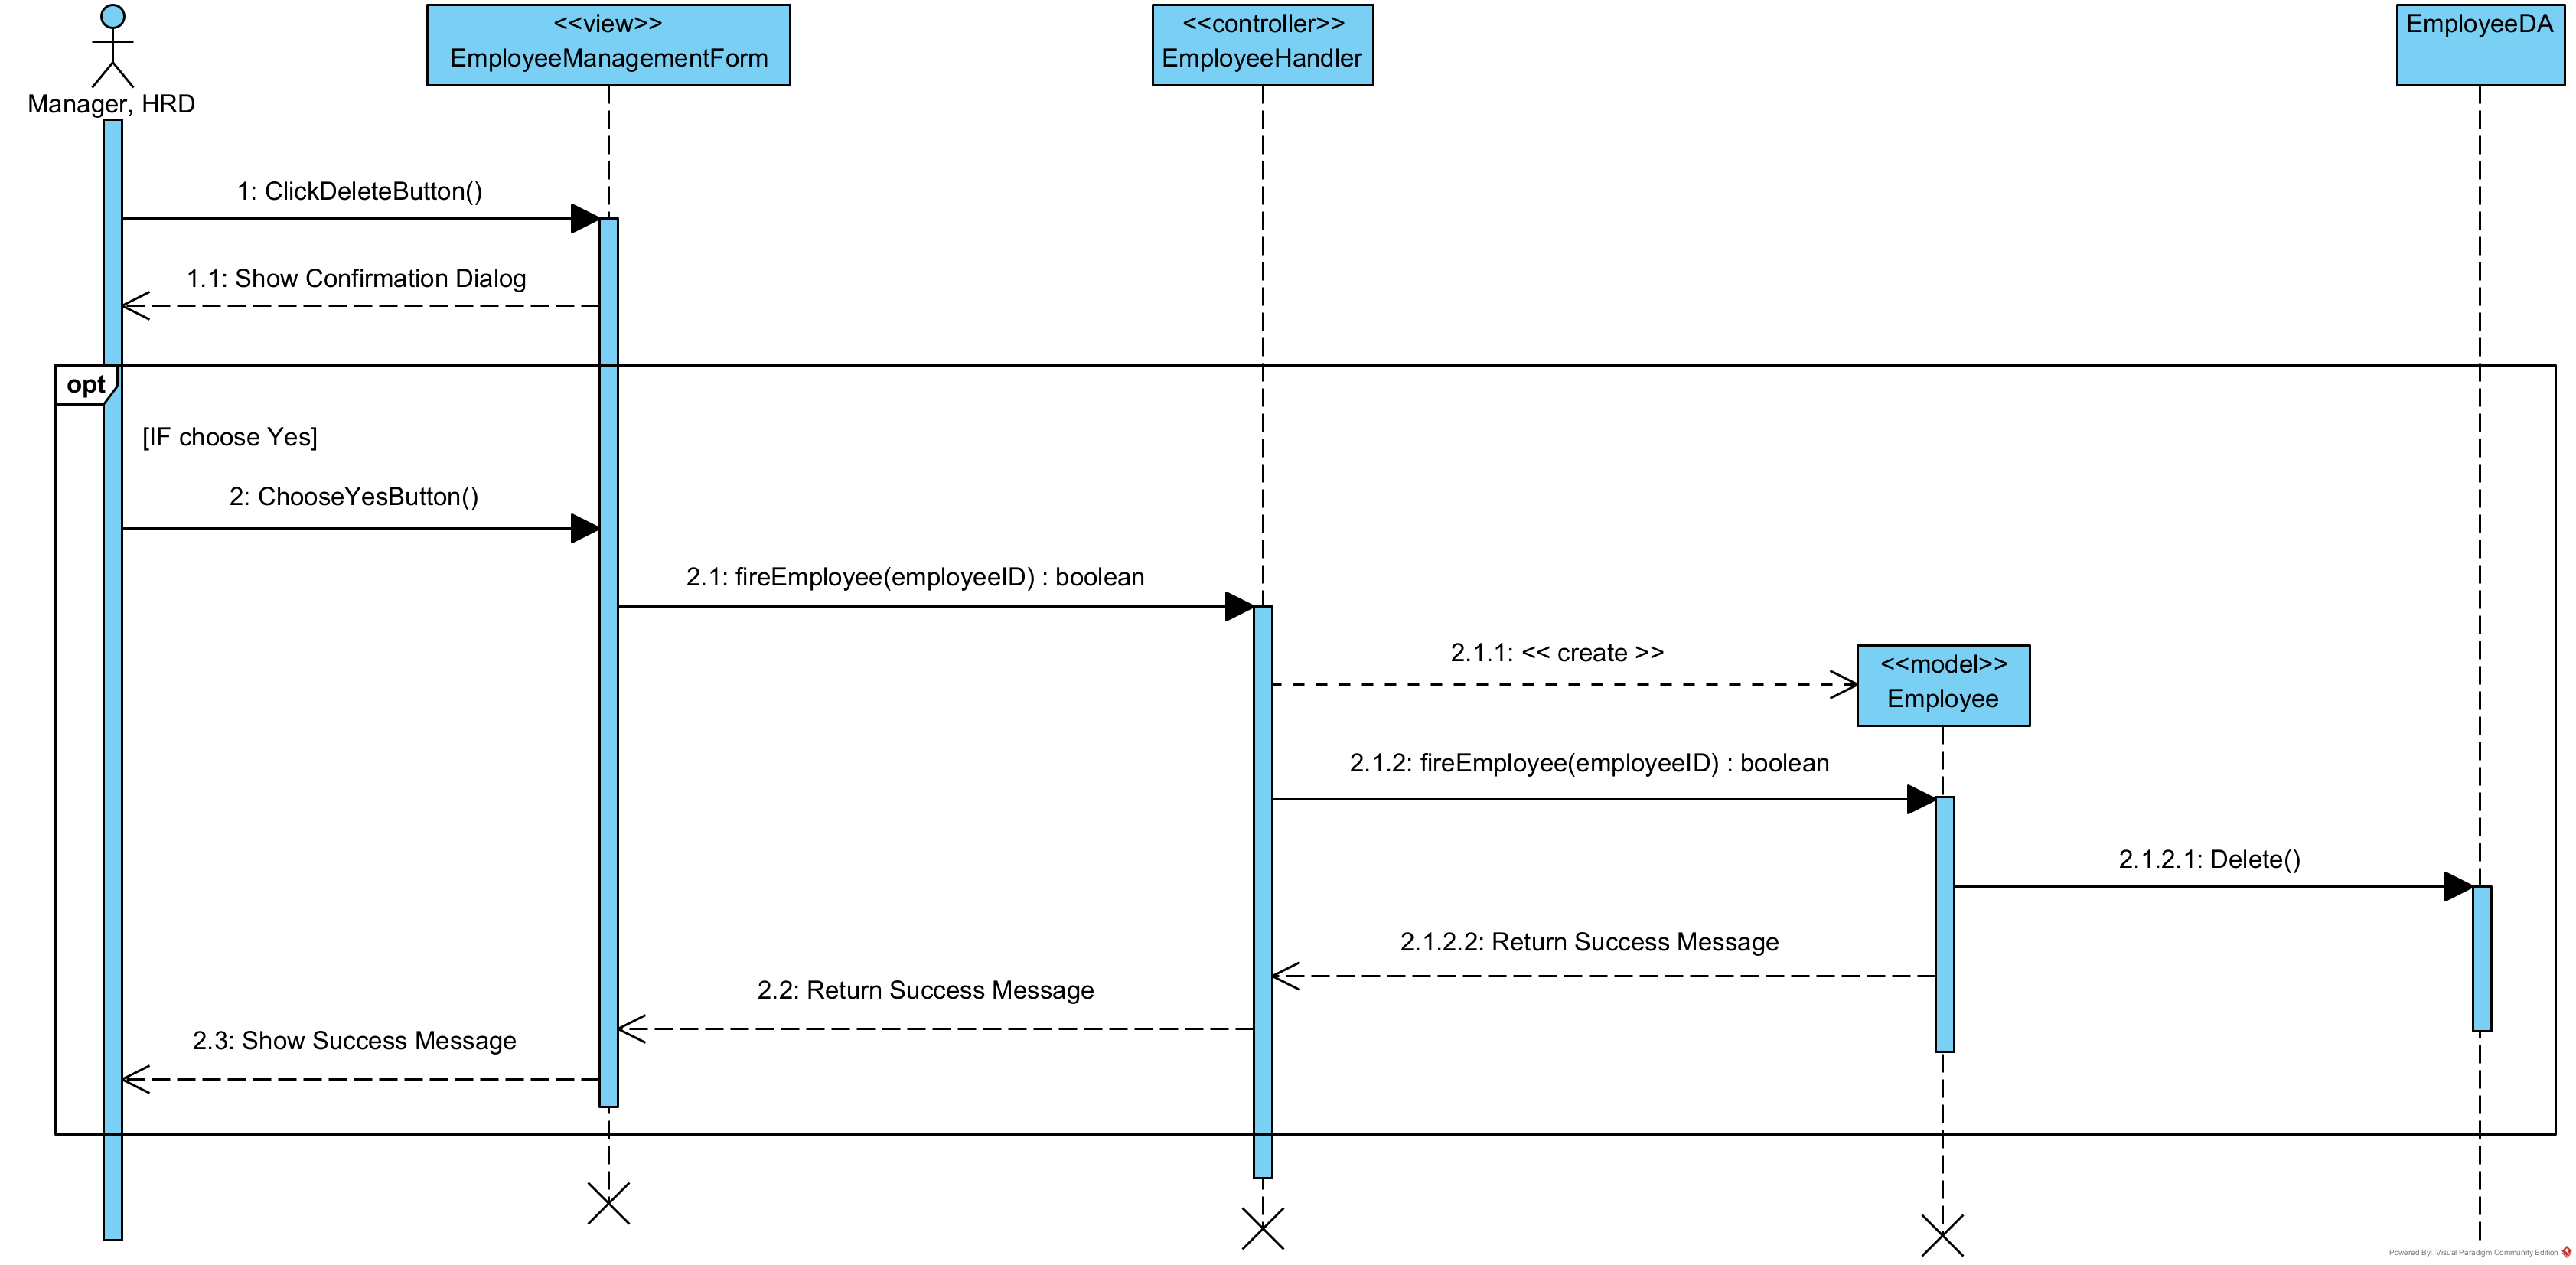 <<view>>
EmployeeManagementForm
<<controller>>
EmployeeHandler
EmployeeDA
Manager, HRD
1: ClickDeleteButton()
1.1: Show Confirmation Dialog
opt
[IF choose Yes]
2: ChooseYesButton()
2.1: fireEmployee(employeeID) : boolean
2.1.1: << create >>
<<model>>
Employee
2.1.2: fireEmployee(employeeID) : boolean
2.1.2.1: Delete()
2.1.2.2: Return Success Message
2.2: Return Success Message
2.3: Show Success Message
Powered By: Visual Paradigm Community Edition